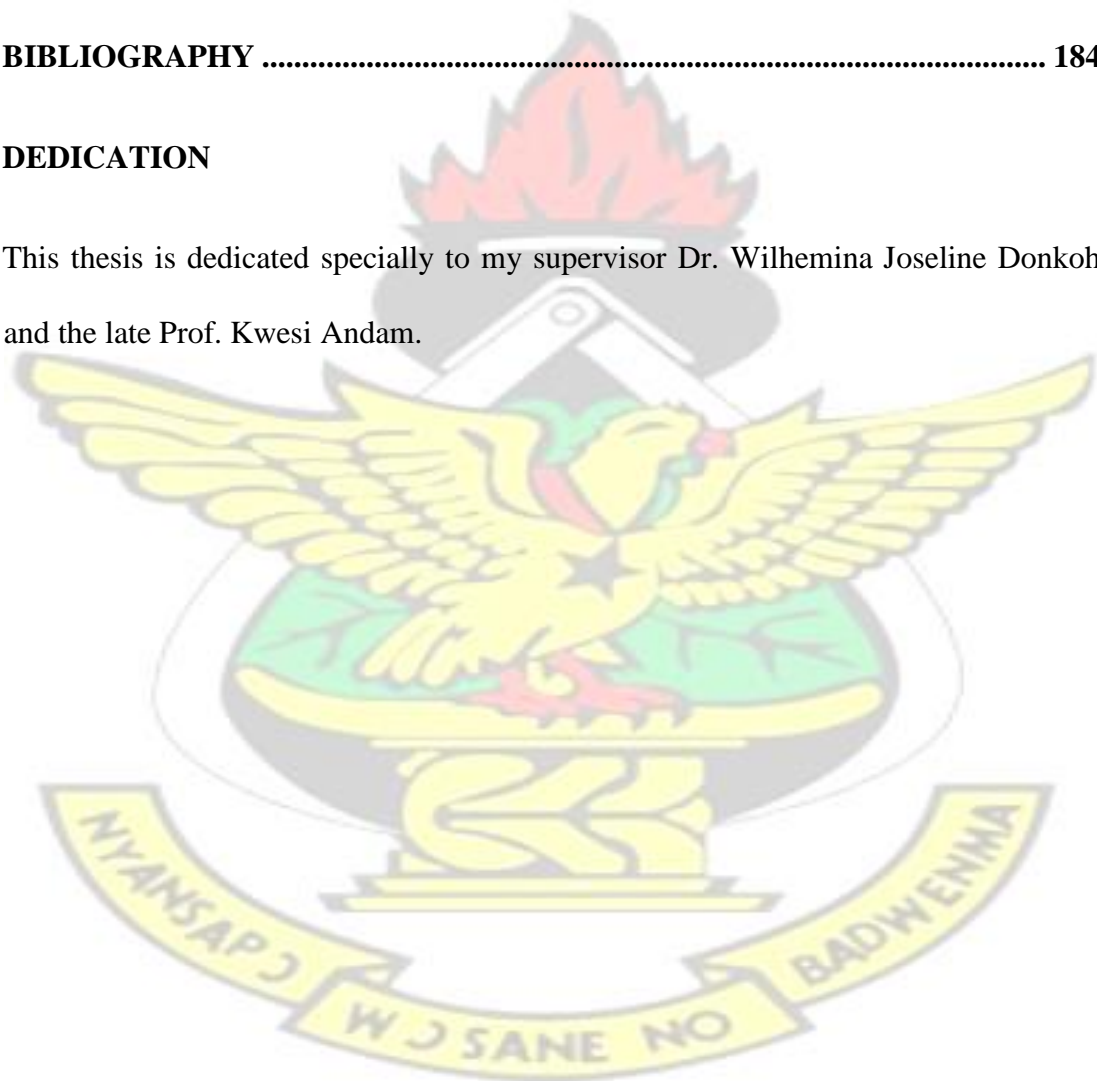 BIBLIOGRAPHY .................................................................................................. 184
DEDICATION
This thesis is dedicated specially to my supervisor Dr. Wilhemina Joseline Donkoh
and the late Prof. Kwesi Andam.
NYANSAPƆ WƆSANE NO BADWENMA